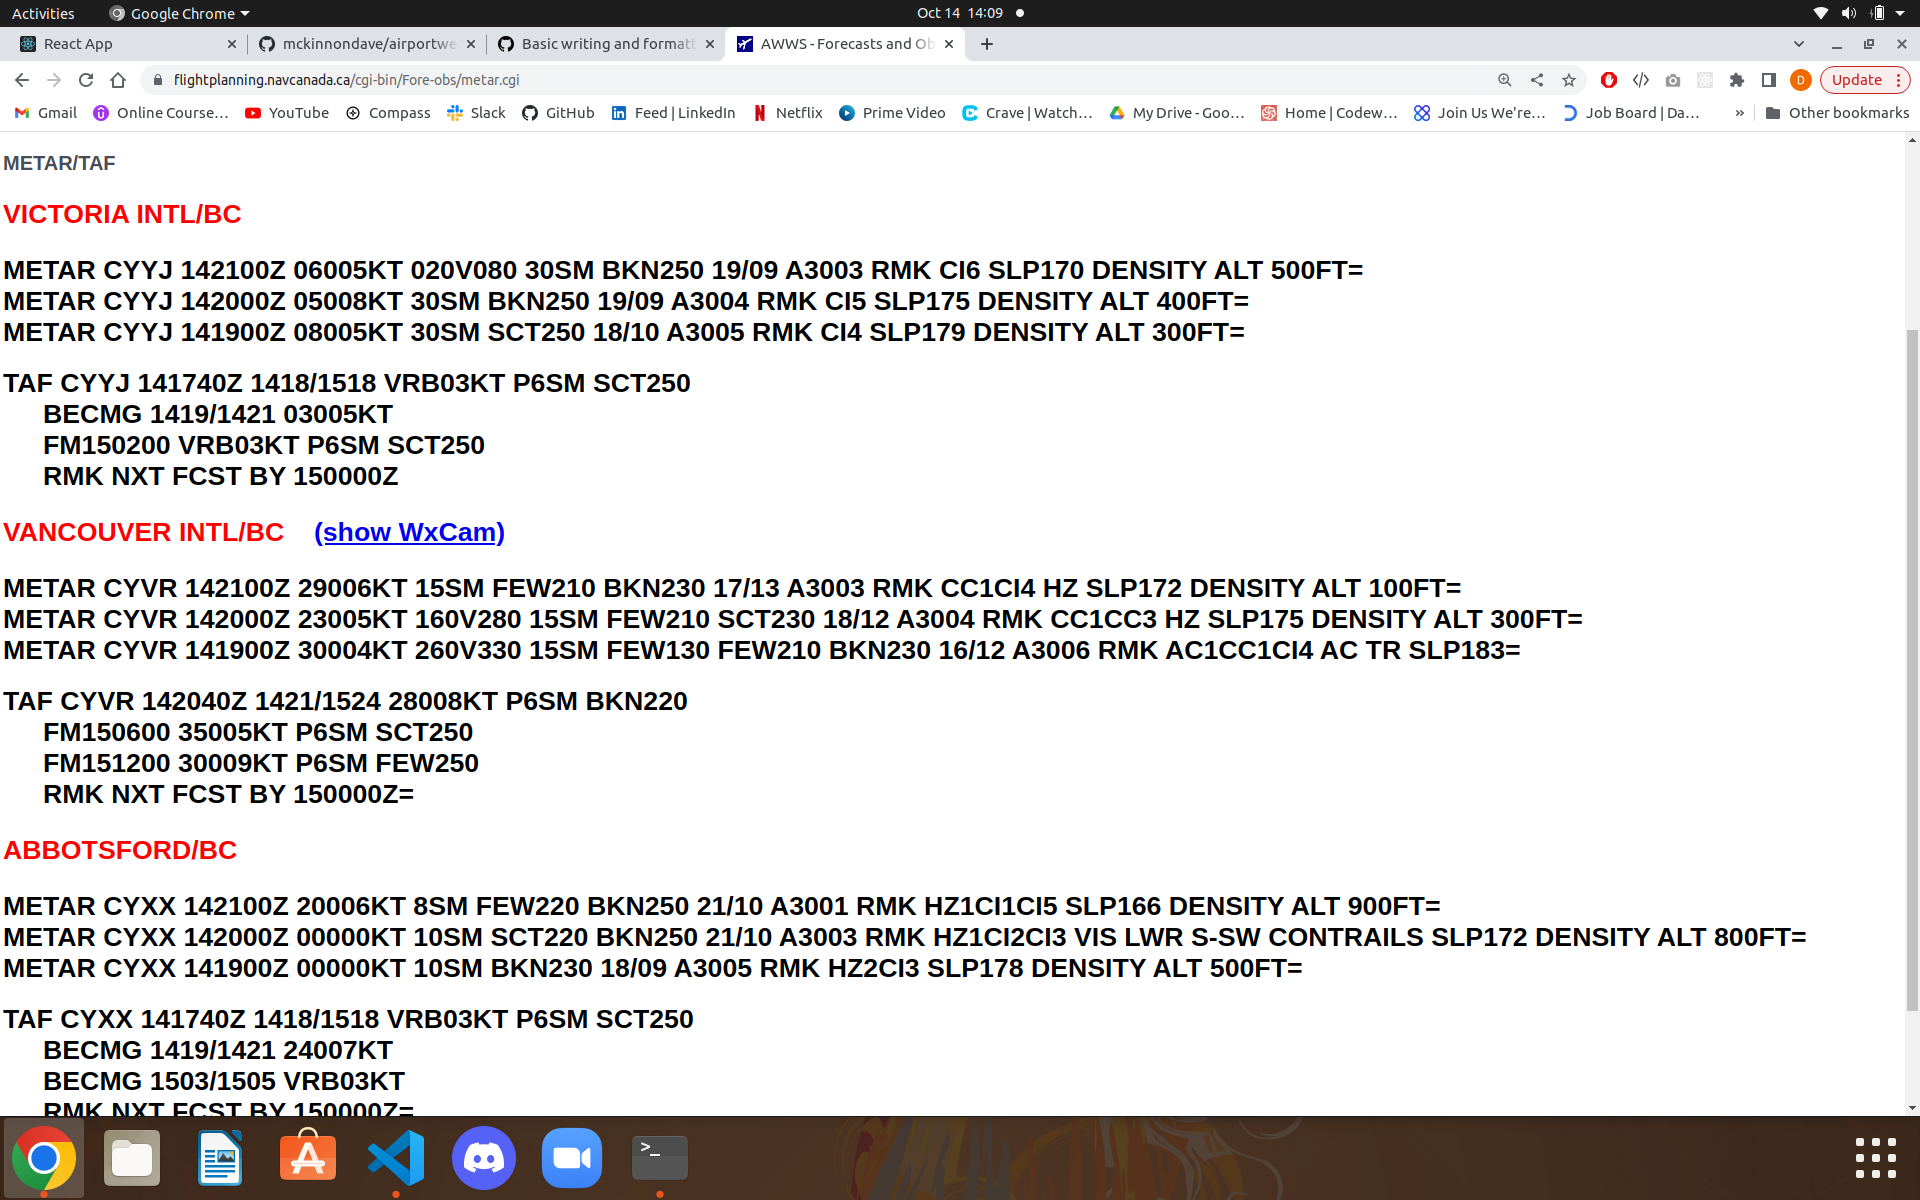 Activities Google Chrome Oct 14 14:09
React App mckinnondave/airportwe Basic writing and formatt AWWS - Forecasts and Ob
flightplanning.navcanada.ca/cgi-bin/Fore-obs/metar.cgi D Update
Gmail Online Course... YouTube Compass Slack GitHub Feed | LinkedIn Netflix Prime Video Crave | Watch... My Drive - Goo... Home | Codew... Join Us We're... Job Board | Da... » Other bookmarks
METAR/TAF
VICTORIA INTL/BC
METAR CYYJ 142100Z 06005KT 020V080 30SM BKN250 19/09 A3003 RMK CI6 SLP170 DENSITY ALT 500FT=
METAR CYYJ 142000Z 05008KT 30SM BKN250 19/09 A3004 RMK CI5 SLP175 DENSITY ALT 400FT=
METAR CYYJ 141900Z 08005KT 30SM SCT250 18/10 A3005 RMK CI4 SLP179 DENSITY ALT 300FT=
TAF CYYJ 141740Z 1418/1518 VRB03KT P6SM SCT250
BECMG 1419/1421 03005KT
FM150200 VRB03KT P6SM SCT250
RMK NXT FCST BY 150000Z
VANCOUVER INTL/BC (show WxCam)
METAR CYVR 142100Z 29006KT 15SM FEW210 BKN230 17/13 A3003 RMK CC1CI4 HZ SLP172 DENSITY ALT 100FT=
METAR CYVR 142000Z 23005KT 160V280 15SM FEW210 SCT230 18/12 A3004 RMK CC1CC3 HZ SLP175 DENSITY ALT 300FT=
METAR CYVR 141900Z 30004KT 260V330 15SM FEW130 FEW210 BKN230 16/12 A3006 RMK AC1CC1CI4 AC TR SLP183=
TAF CYVR 142040Z 1421/1524 28008KT P6SM BKN220
FM150600 35005KT P6SM SCT250
FM151200 30009KT P6SM FEW250
RMK NXT FCST BY 150000Z=
ABBOTSFORD/BC
METAR CYXX 142100Z 20006KT 8SM FEW220 BKN250 21/10 A3001 RMK HZ1CI1CI5 SLP166 DENSITY ALT 900FT=
METAR CYXX 142000Z 00000KT 10SM SCT220 BKN250 21/10 A3003 RMK HZ1CI2CI3 VIS LWR S-SW CONTRAILS SLP172 DENSITY ALT 800FT=
METAR CYXX 141900Z 00000KT 10SM BKN230 18/09 A3005 RMK HZ2CI3 SLP178 DENSITY ALT 500FT=
TAF CYXX 141740Z 1418/1518 VRB03KT P6SM SCT250
BECMG 1419/1421 24007KT
BECMG 1503/1505 VRB03KT
RMK NXT FCST BY 150000Z=